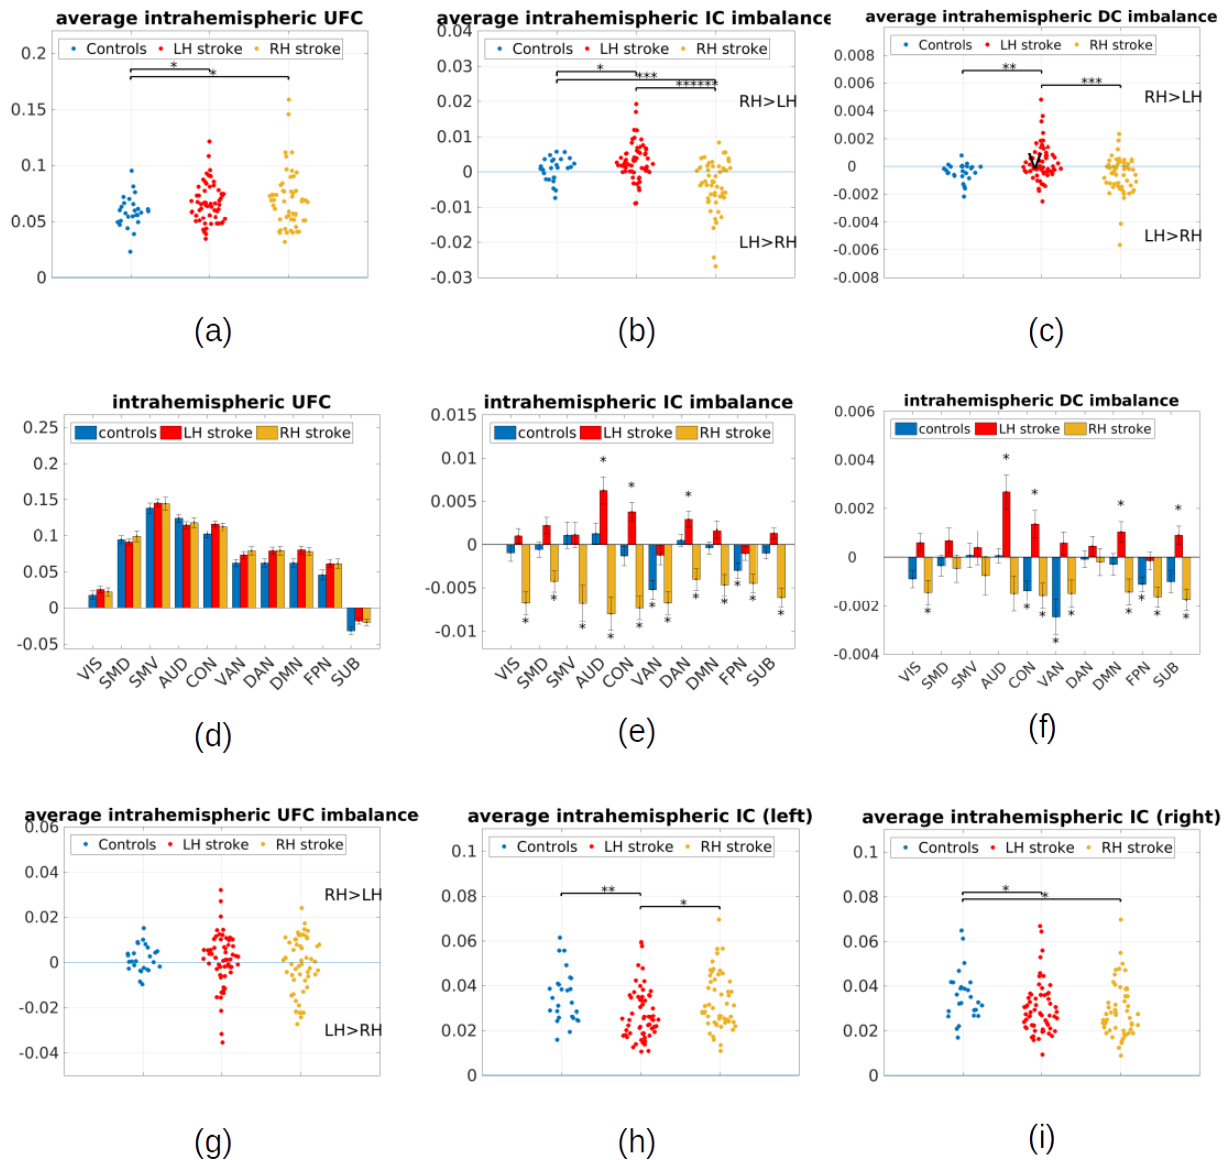 average intrahemispheric UFC
0.2
0.15
0.1
0.05
0
Controls LH stroke RH stroke
*
*
(a)
average intrahemispheric IC imbalance
0.04
0.03
0.02
0.01
0
-0.01
-0.02
-0.03
Controls LH stroke RH stroke
*
***
******
RH>LH
LH>RH
(b)
average intrahemispheric DC imbalance
0.008
0.006
0.004
0.002
0
-0.002
-0.004
-0.006
-0.008
Controls LH stroke RH stroke
**
***
RH>LH
V
LH>RH
(c)
intrahemispheric UFC
0.25
0.2
0.15
0.1
0.05
0
-0.05
controls LH stroke RH stroke
VIS SMD SMV AUD CON VAN DAN DMN FPN SUB
(d)
intrahemispheric IC imbalance
0.015
0.01
0.005
0
-0.005
-0.01
controls LH stroke RH stroke
* * *
* * * * * * * * * * *
VIS SMD SMV AUD CON VAN DAN DMN FPN SUB
(e)
intrahemispheric DC imbalance
0.006
0.004
0.002
0
-0.002
-0.004
controls LH stroke RH stroke
* * * *
* * * * * * * * *
VIS SMD SMV AUD CON VAN DAN DMN FPN SUB
(f)
average intrahemispheric UFC imbalance
0.06
0.04
0.02
0
-0.02
-0.04
Controls LH stroke RH stroke
RH>LH
LH>RH
(g)
average intrahemispheric IC (left)
0.1
0.08
0.06
0.04
0.02
0
Controls LH stroke RH stroke
**
*
(h)
average intrahemispheric IC (right)
0.1
0.08
0.06
0.04
0.02
0
Controls LH stroke RH stroke
*
*
(i)